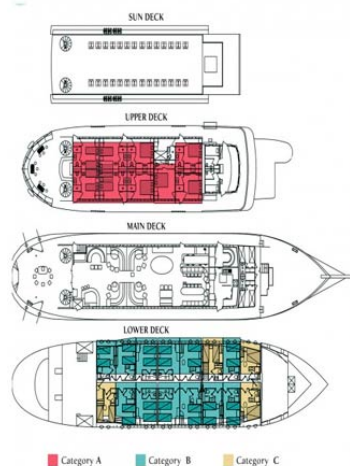 SUN DECK
UPPER DECK
MAIN DECK
LOWER DECK
Category A
Category B
Category C